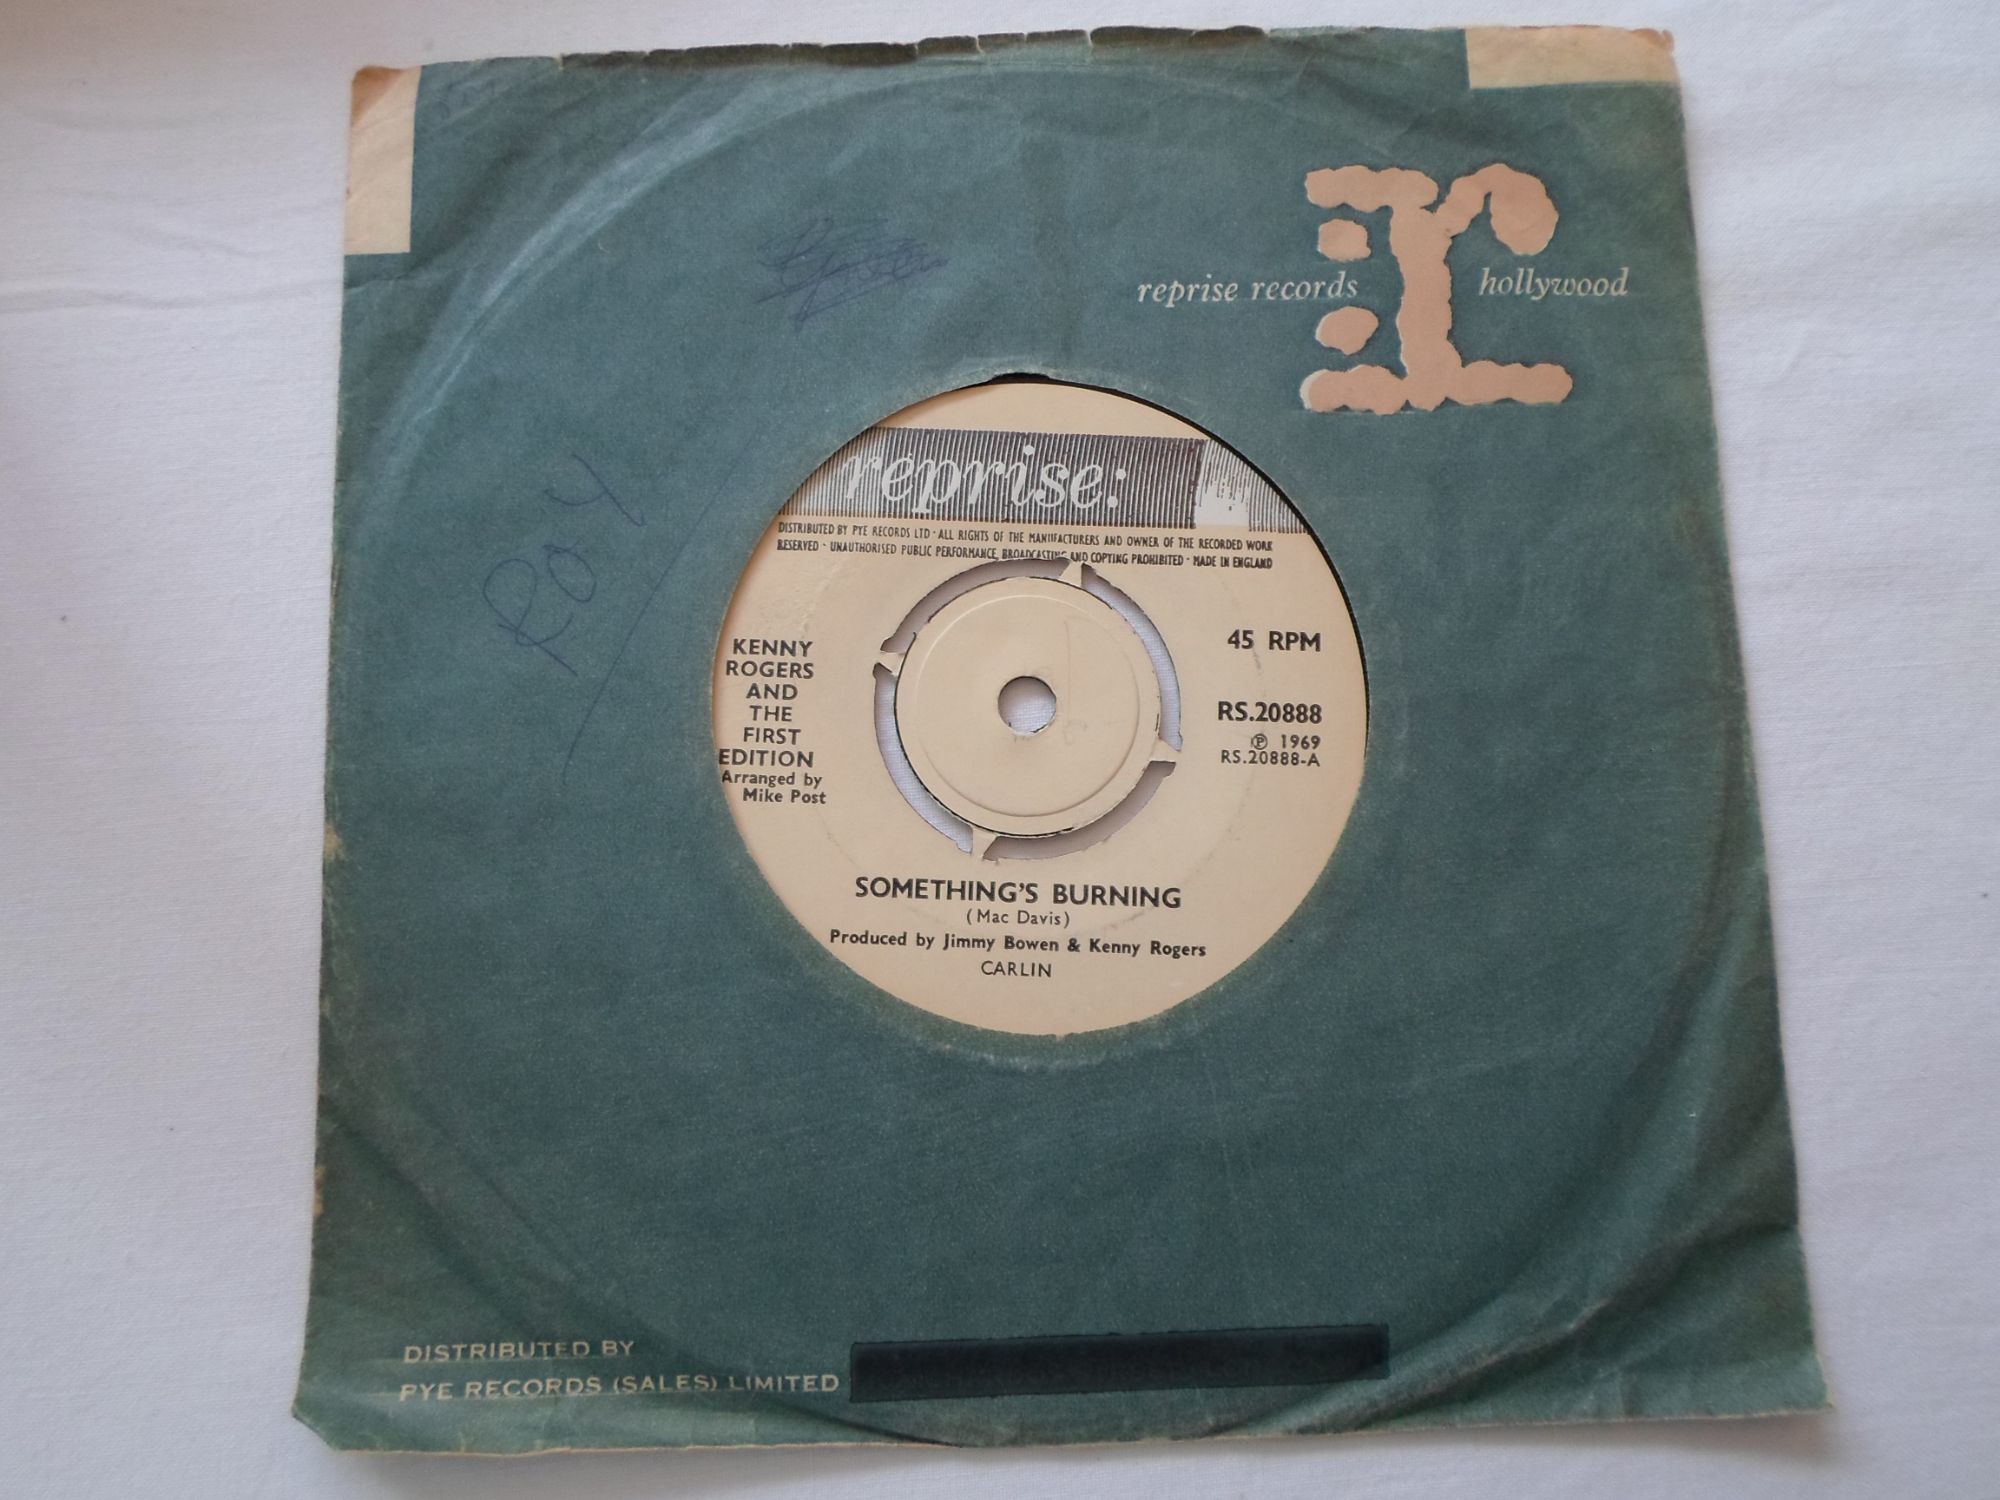 reprise records
hollywood
ROY
reprise:
DISTRIBUTED BY PYE RECORDS LTD · ALL RIGHTS OF THE MANUFACTURERS AND OWNER OF THE RECORDED WORK
RESERVED · UNAUTHORISED PUBLIC PERFORMANCE, BROADCASTING AND COPYING PROHIBITED · MADE IN ENGLAND
KENNY
ROGERS
AND
THE
FIRST
EDITION
Arranged by
Mike Post
45 RPM
RS.20888
℗ 1969
RS.20888-A
SOMETHING'S BURNING
(Mac Davis)
Produced by Jimmy Bowen & Kenny Rogers
CARLIN
DISTRIBUTED BY
PYE RECORDS (SALES) LIMITED